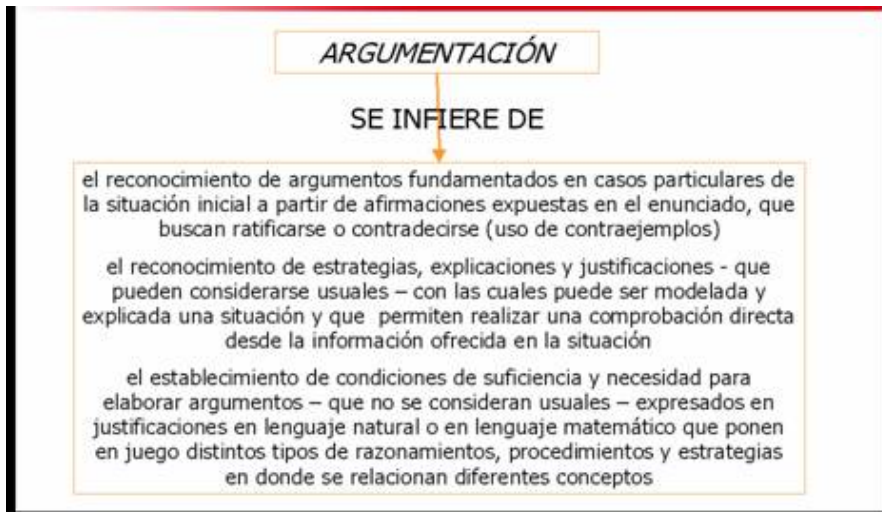 ARGUMENTACIÓN
SE INFIERE DE
el reconocimiento de argumentos fundamentados en casos particulares de
la situación inicial a partir de afirmaciones expuestas en el enunciado, que
buscan ratificarse o contradecirse (uso de contraejemplos)
el reconocimiento de estrategias, explicaciones y justificaciones - que
pueden considerarse usuales – con las cuales puede ser modelada y
explicada una situación y que permiten realizar una comprobación directa
desde la información ofrecida en la situación
el establecimiento de condiciones de suficiencia y necesidad para
elaborar argumentos – que no se consideran usuales – expresados en
justificaciones en lenguaje natural o en lenguaje matemático que ponen
en juego distintos tipos de razonamientos, procedimientos y estrategias
en donde se relacionan diferentes conceptos